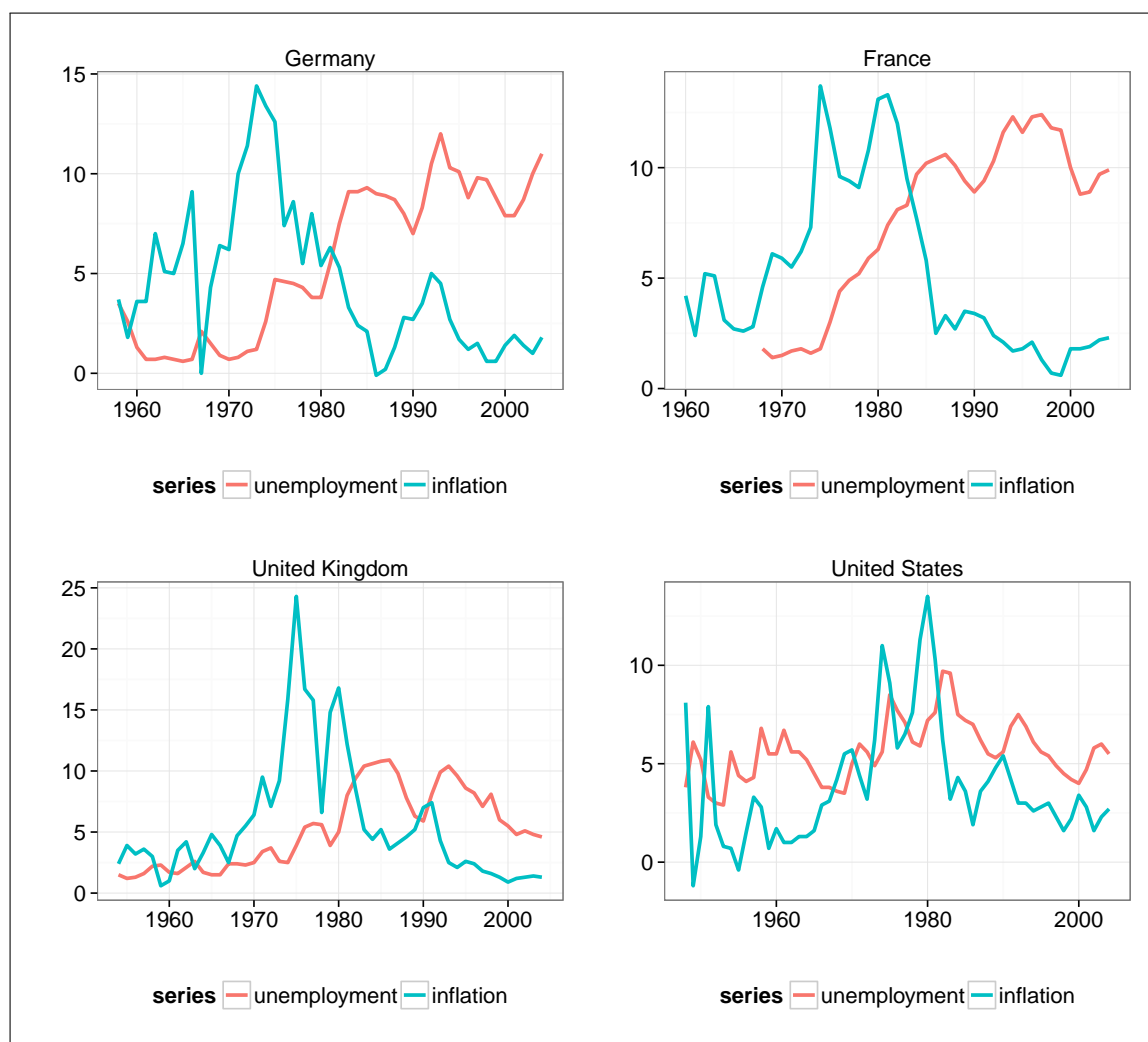 Germany
15
10
5
0
1960 1970 1980 1990 2000
series unemployment inflation
France
10
5
0
1960 1970 1980 1990 2000
series unemployment inflation
United Kingdom
25
20
15
10
5
0
1960 1970 1980 1990 2000
series unemployment inflation
United States
10
5
0
1960 1980 2000
series unemployment inflation